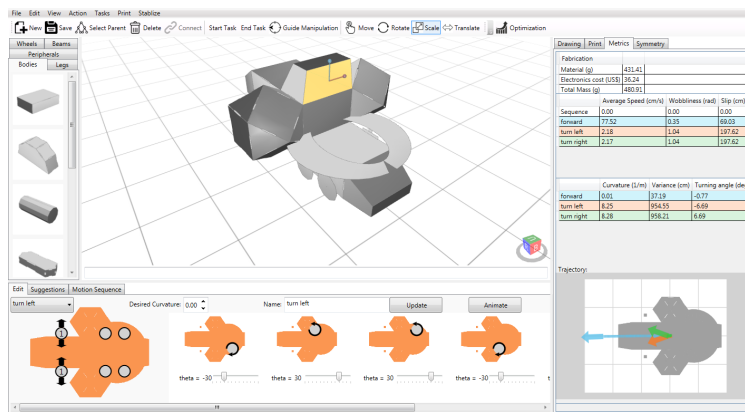 File Edit View Action Tasks Print Stablize
New Save Select Parent Delete Connect Start Task End Task Guide Manipulation Move Rotate Scale Translate Optimization
Wheels Beams
Peripherals
Bodies Legs
Drawing Print Metrics Symmetry
Fabrication
Material (g) 431.41
Electronics cost (US$) 36.24
Total Mass (g) 480.91
Average Speed (cm/s) Wobbliness (rad) Slip (cm)
Sequence 0.00 0.00 0.00
forward 77.52 0.35 69.03
turn left 2.18 1.04 197.62
turn right 2.17 1.04 197.62
Curvature (1/m) Variance (cm) Turning angle (de
forward 0.01 37.19 -0.77
turn left 8.25 954.55 -6.69
turn right 8.28 958.21 6.69
Trajectory:
Edit Suggestions Motion Sequence
turn left Desired Curvature: 0.00 Name: turn left Update Animate
1
1
theta = -30 theta = 30 theta = 30 theta = -30 t